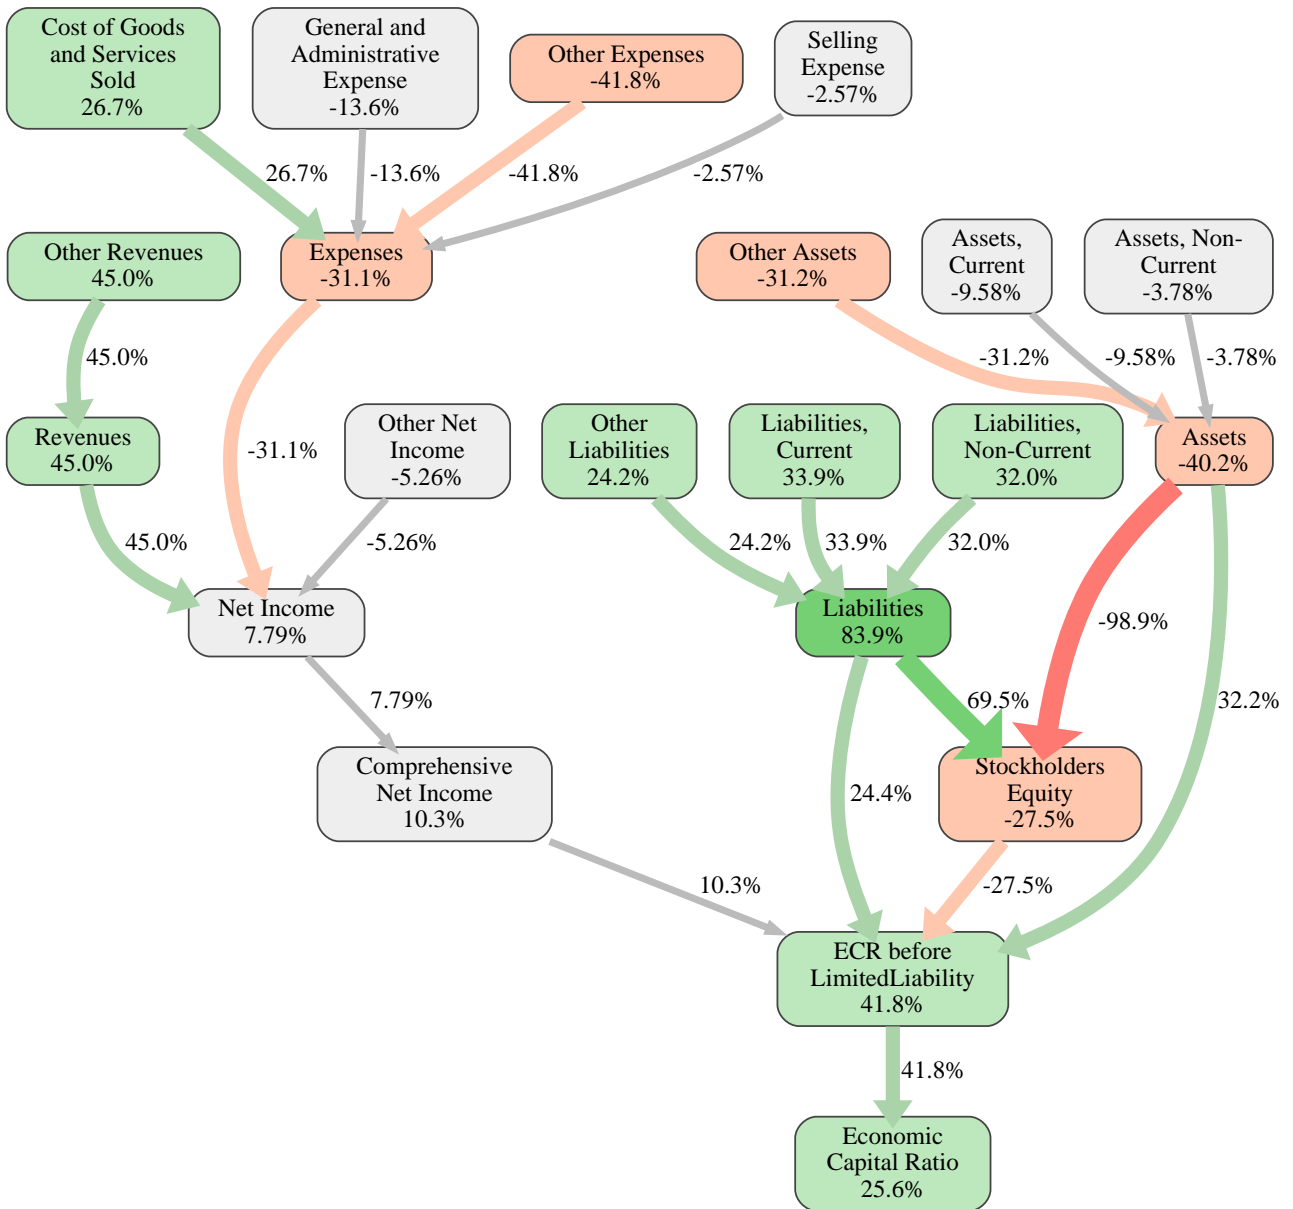 Cost of Goods
and Services
Sold
26.7%
General and
Administrative
Expense
-13.6%
Other Expenses
-41.8%
Selling
Expense
-2.57%
26.7%
-13.6%
-41.8%
-2.57%
Other Revenues
45.0%
Expenses
-31.1%
Other Assets
-31.2%
Assets,
Current
-9.58%
Assets, Non-
Current
-3.78%
45.0%
-31.2%
-9.58%
-3.78%
Revenues
45.0%
-31.1%
Other Net
Income
-5.26%
Other
Liabilities
24.2%
Liabilities,
Current
33.9%
Liabilities,
Non-Current
32.0%
Assets
-40.2%
45.0%
-5.26%
24.2%
33.9%
32.0%
Net Income
7.79%
Liabilities
83.9%
-98.9%
7.79%
69.5%
32.2%
Comprehensive
Net Income
10.3%
24.4%
Stockholders
Equity
-27.5%
10.3%
-27.5%
ECR before
LimitedLiability
41.8%
41.8%
Economic
Capital Ratio
25.6%